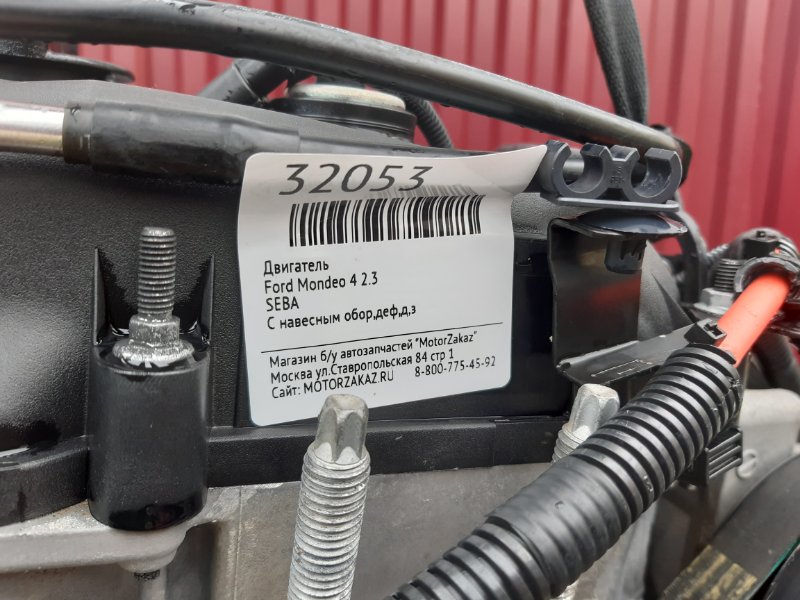 32053
Двигатель
Ford Mondeo 4 2.3
SEBA
С навесным обор,деф,д,з
Магазин б/у автозапчастей "MotorZakaz"
Москва ул.Ставропольская 84 стр 1
Сайт: MOTORZAKAZ.RU 8-800-775-45-92